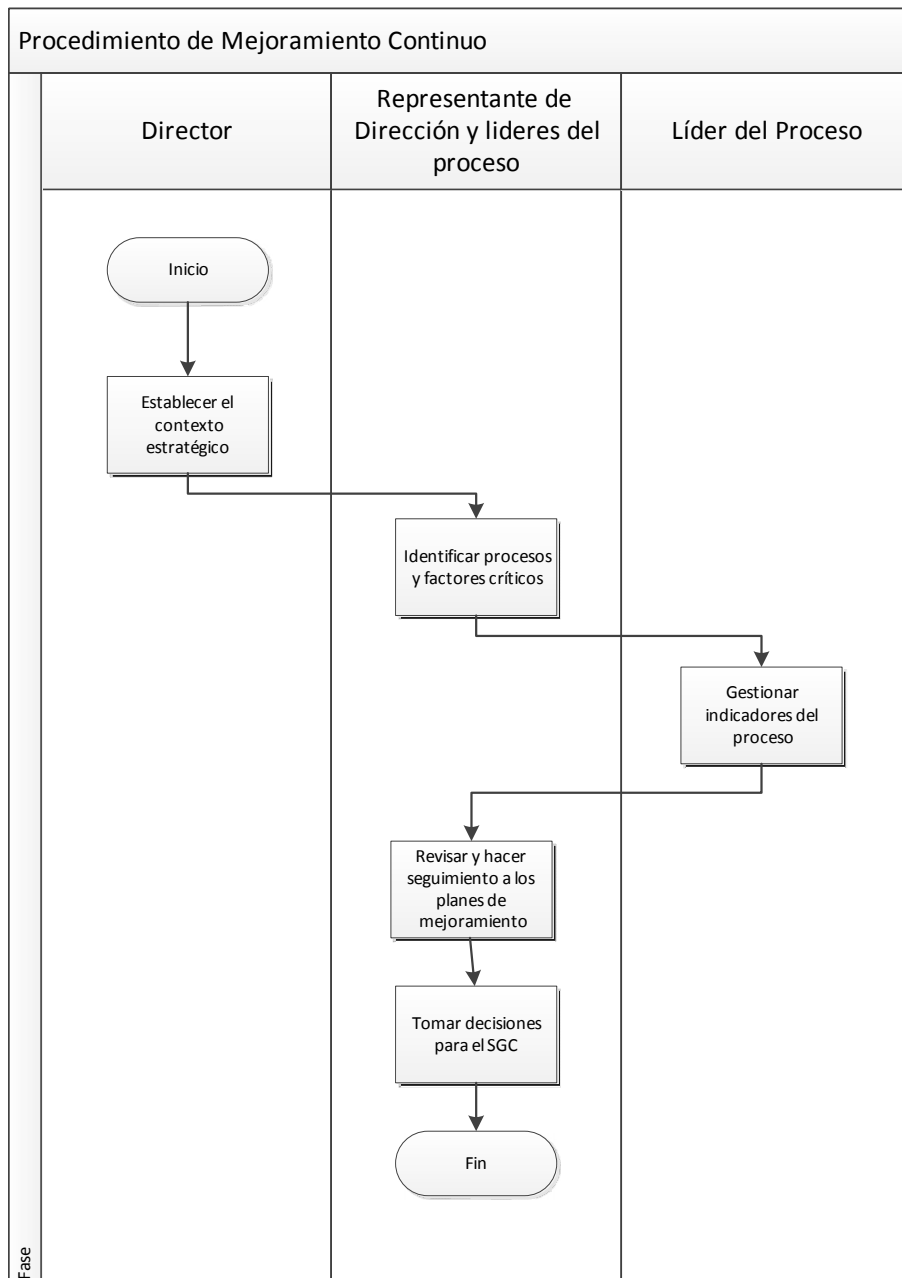 Procedimiento de Mejoramiento Continuo
Director
Representante de
Dirección y lideres del
proceso
Líder del Proceso
Inicio
Establecer el
contexto
estratégico
Identificar procesos
y factores críticos
Gestionar
indicadores del
proceso
Revisar y hacer
seguimiento a los
planes de
mejoramiento
Tomar decisiones
para el SGC
Fin
Fase